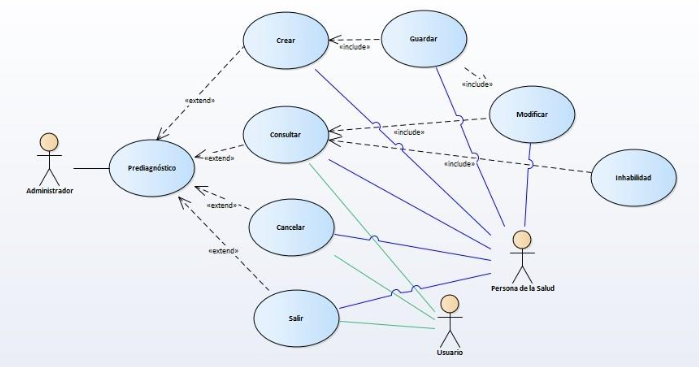 Crear
Guardar
«include»
«include»
«extend»
Modificar
Consultar
«include»
«extend»
«include»
Prediagnóstico
Inhabilidad
Administrador
«extend»
Cancelar
«extend»
Persona de la Salud
Salir
Usuario